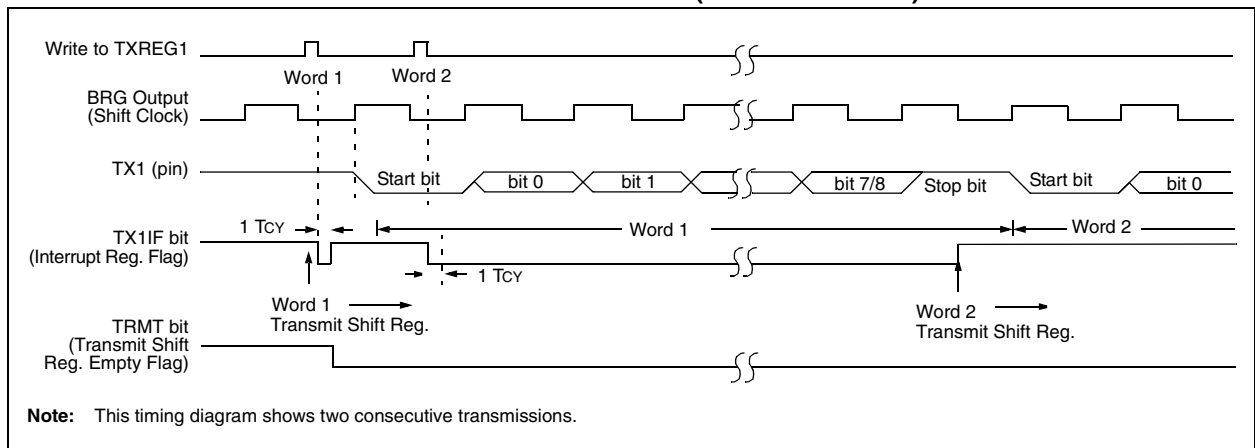 Write to TXREG1
Word 1
Word 2
BRG Output
(Shift Clock)
TX1 (pin)
Start bit
bit 0
bit 1
bit 7/8
Stop bit
Start bit
bit 0
1 TCY
Word 1
Word 2
TX1IF bit
(Interrupt Reg. Flag)
1 TCY
Word 1
Transmit Shift Reg.
Word 2
Transmit Shift Reg.
TRMT bit
(Transmit Shift
Reg. Empty Flag)
Note: This timing diagram shows two consecutive transmissions.